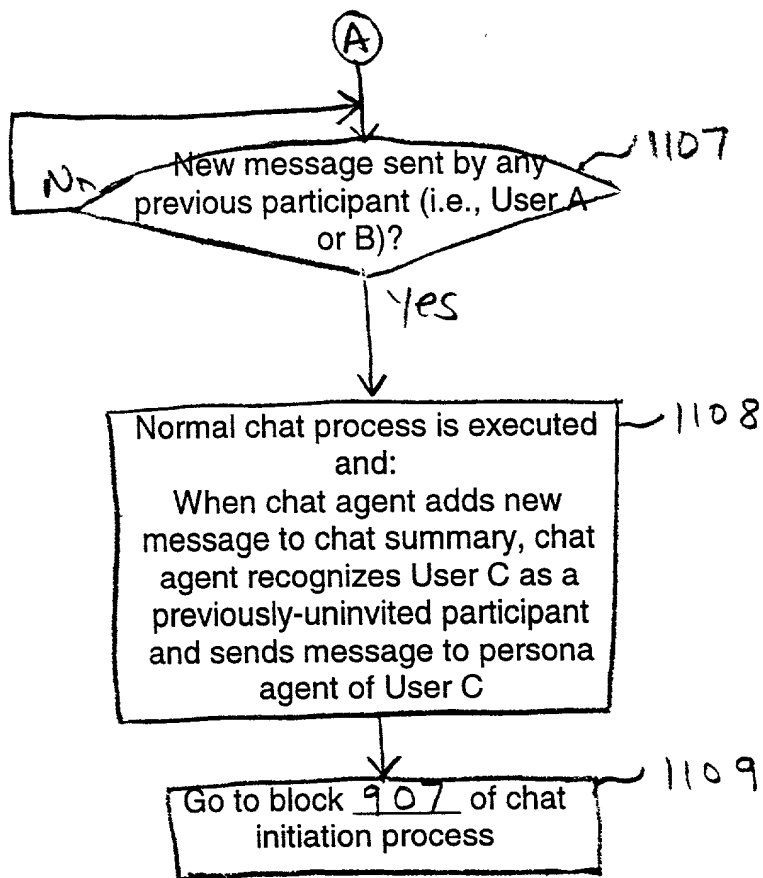 A
1107
New message sent by any
No
previous participant (i.e., User A
or B)?
Yes
1108
Normal chat process is executed
and:
When chat agent adds new
message to chat summary, chat
agent recognizes User C as a
previously-uninvited participant
and sends message to persona
agent of User C
1109
Go to block 907 of chat
initiation process